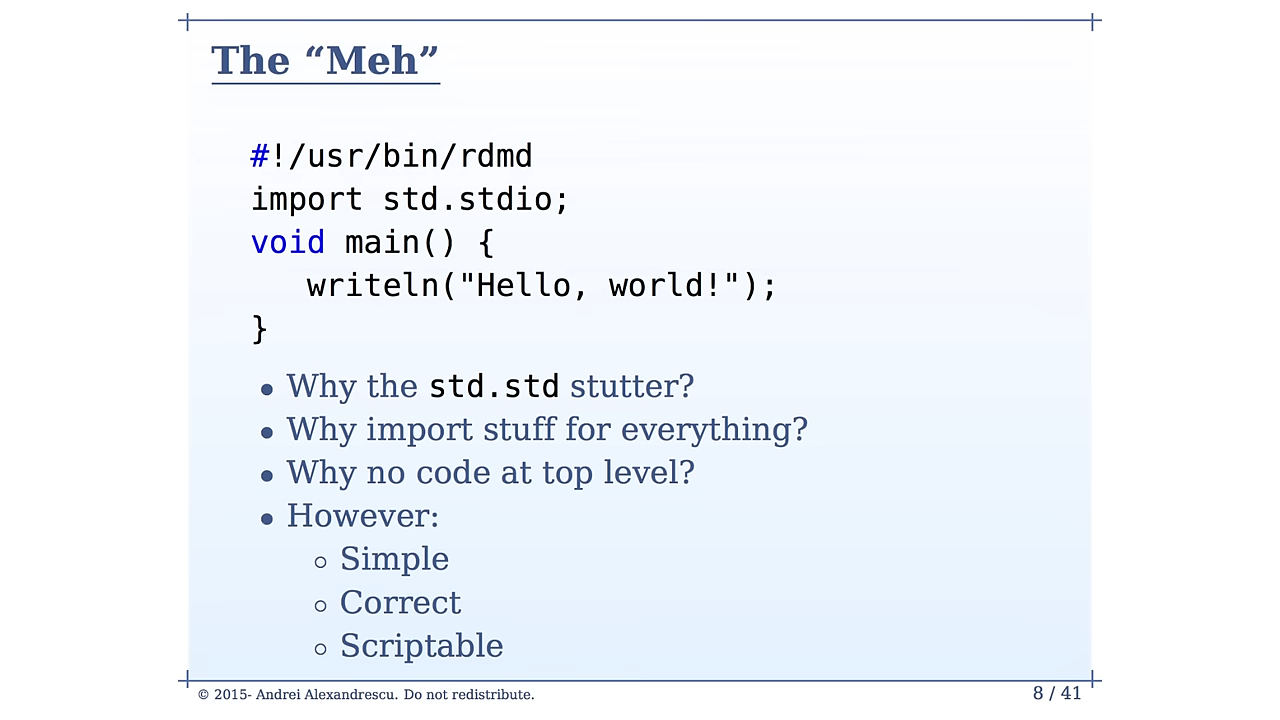 The “Meh”
#!/usr/bin/rdmd
import std.stdio;
void main() {
   writeln("Hello, world!");
}
• Why the std.std stutter?
• Why import stuff for everything?
• Why no code at top level?
• However:
○ Simple
○ Correct
○ Scriptable
© 2015- Andrei Alexandrescu. Do not redistribute.
8 / 41